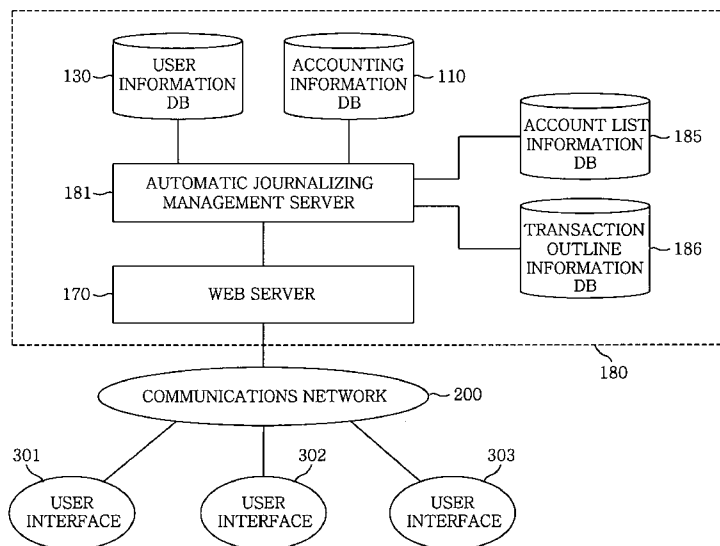 130
USER
INFORMATION
DB
ACCOUNTING
INFORMATION
DB
110
ACCOUNT LIST
INFORMATION
DB
185
181
AUTOMATIC JOURNALIZING
MANAGEMENT SERVER
TRANSACTION
OUTLINE
INFORMATION
DB
186
170
WEB SERVER
180
COMMUNICATIONS NETWORK
200
301
USER
INTERFACE
302
USER
INTERFACE
303
USER
INTERFACE